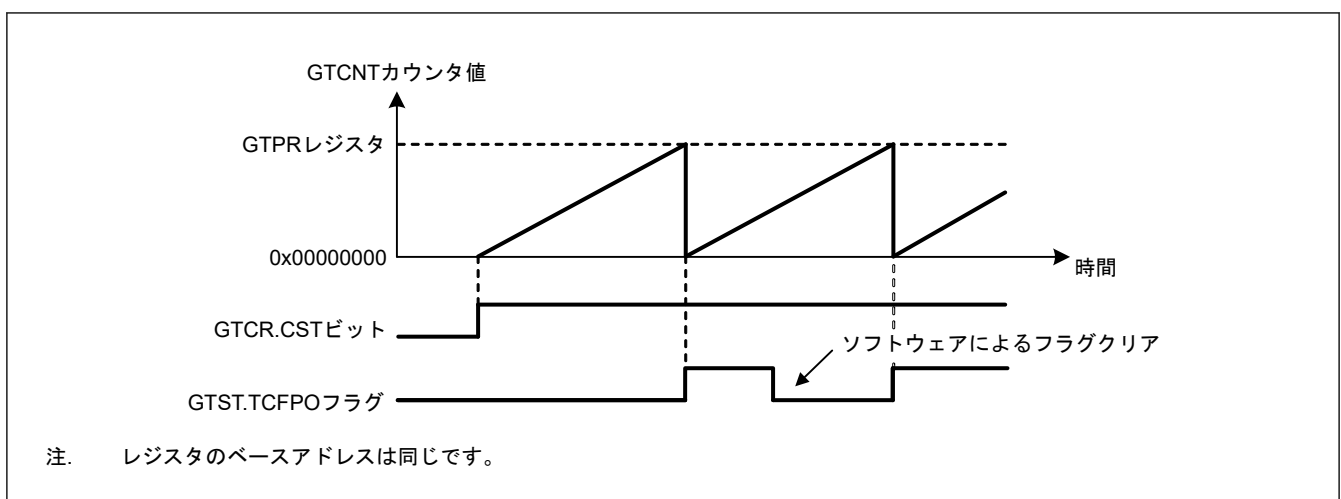 GTCNTカウンタ値
GTPRレジスタ
0x00000000
時間
GTCR.CSTビット
ソフトウェアによるフラグクリア
GTST.TCFPOフラグ
注. レジスタのベースアドレスは同じです。